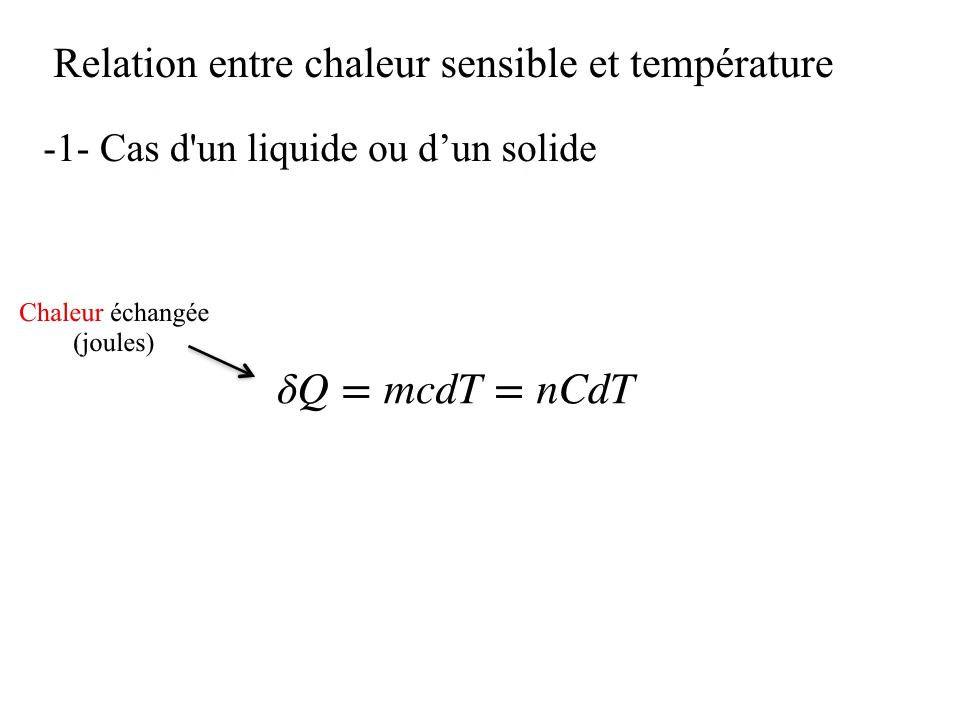 Relation entre chaleur sensible et température
-1- Cas d'un liquide ou d’un solide
Chaleur échangée
(joules)
δQ = mcdT = nCdT